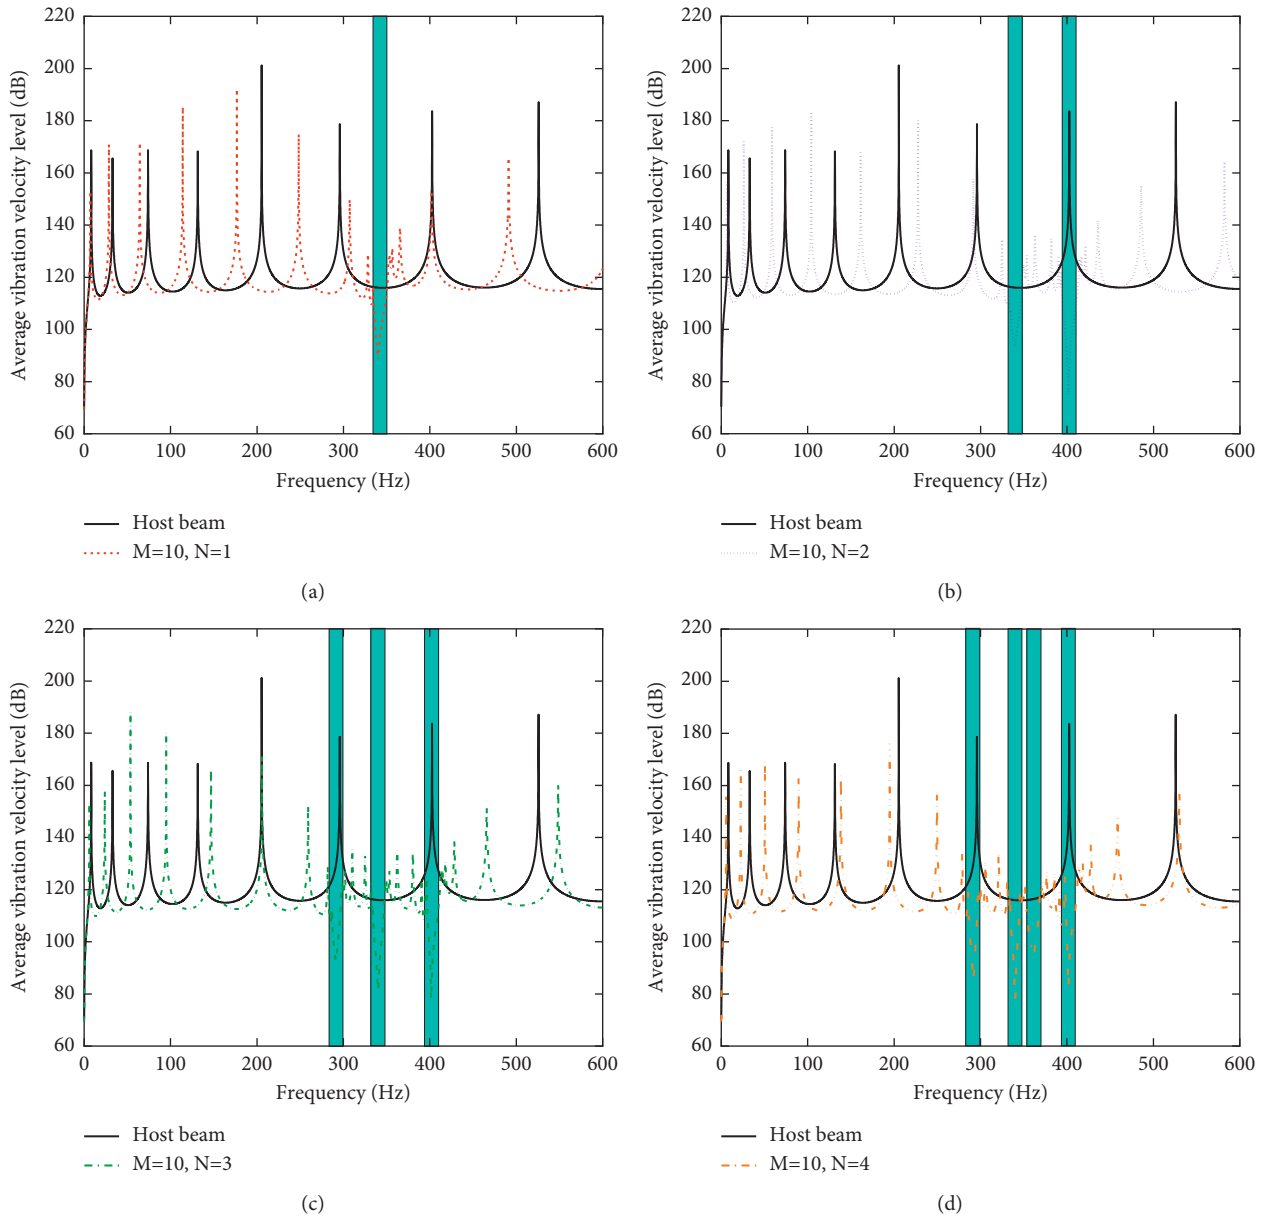 220
200
180
160
140
120
100
80
60
Average vibration velocity level (dB)
0 100 200 300 400 500 600
Frequency (Hz)
Host beam
M=10, N=1
(a)
220
200
180
160
140
120
100
80
60
Average vibration velocity level (dB)
0 100 200 300 400 500 600
Frequency (Hz)
Host beam
M=10, N=2
(b)
220
200
180
160
140
120
100
80
60
Average vibration velocity level (dB)
0 100 200 300 400 500 600
Frequency (Hz)
Host beam
M=10, N=3
(c)
220
200
180
160
140
120
100
80
60
Average vibration velocity level (dB)
0 100 200 300 400 500 600
Frequency (Hz)
Host beam
M=10, N=4
(d)